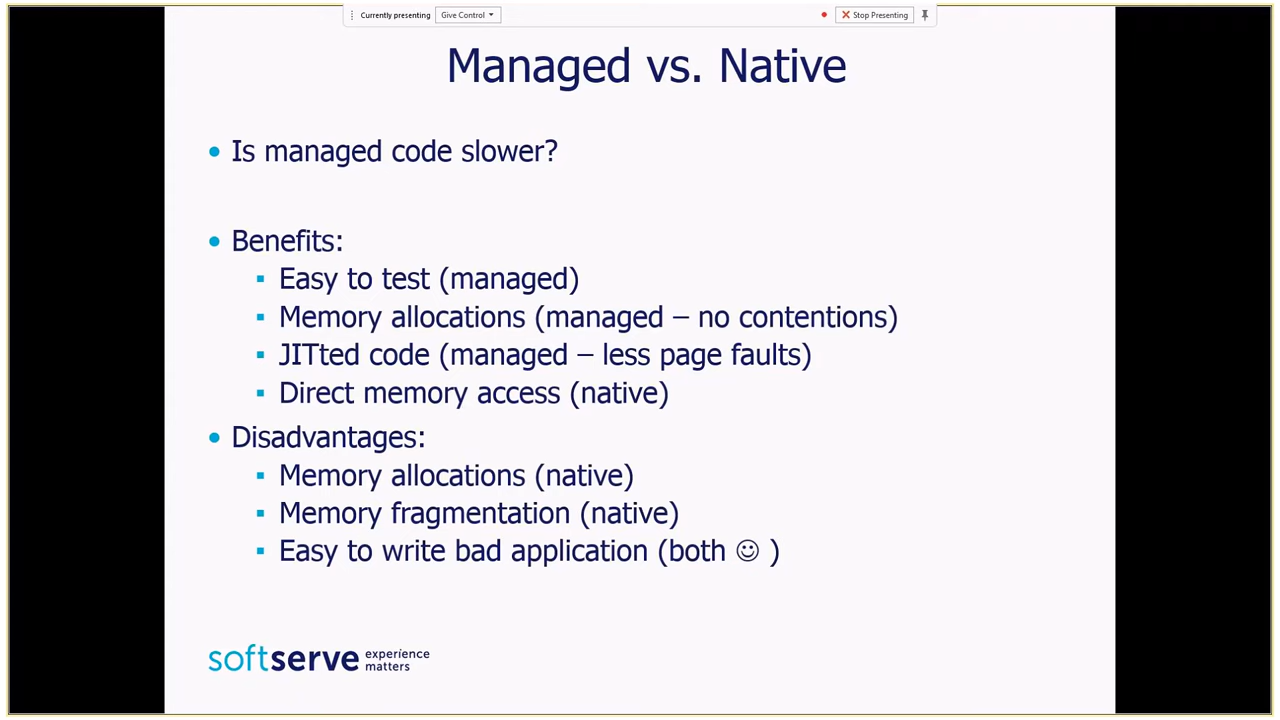 Currently presenting Give Control Stop Presenting
Managed vs. Native
Is managed code slower?
Benefits:
Easy to test (managed)
Memory allocations (managed – no contentions)
JITted code (managed – less page faults)
Direct memory access (native)
Disadvantages:
Memory allocations (native)
Memory fragmentation (native)
Easy to write bad application (both ☺ )
softserve experience
matters